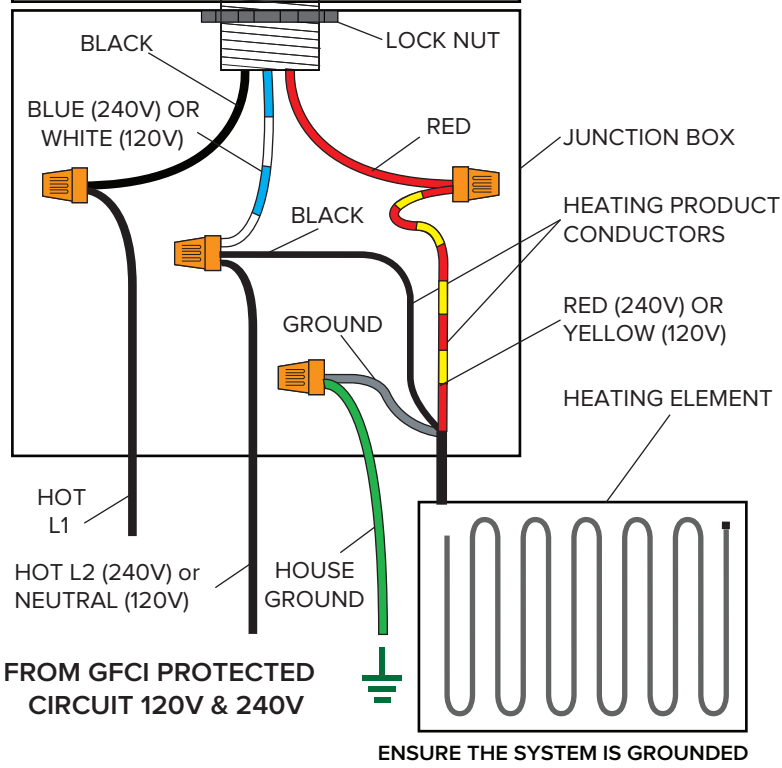 BLACK
LOCK NUT
BLUE (240V) OR
WHITE (120V)
RED
JUNCTION BOX
BLACK
HEATING PRODUCT
CONDUCTORS
GROUND
RED (240V) OR
YELLOW (120V)
HEATING ELEMENT
HOT
L1
HOT L2 (240V) or
NEUTRAL (120V)
HOUSE
GROUND
FROM GFCI PROTECTED
CIRCUIT 120V & 240V
ENSURE THE SYSTEM IS GROUNDED